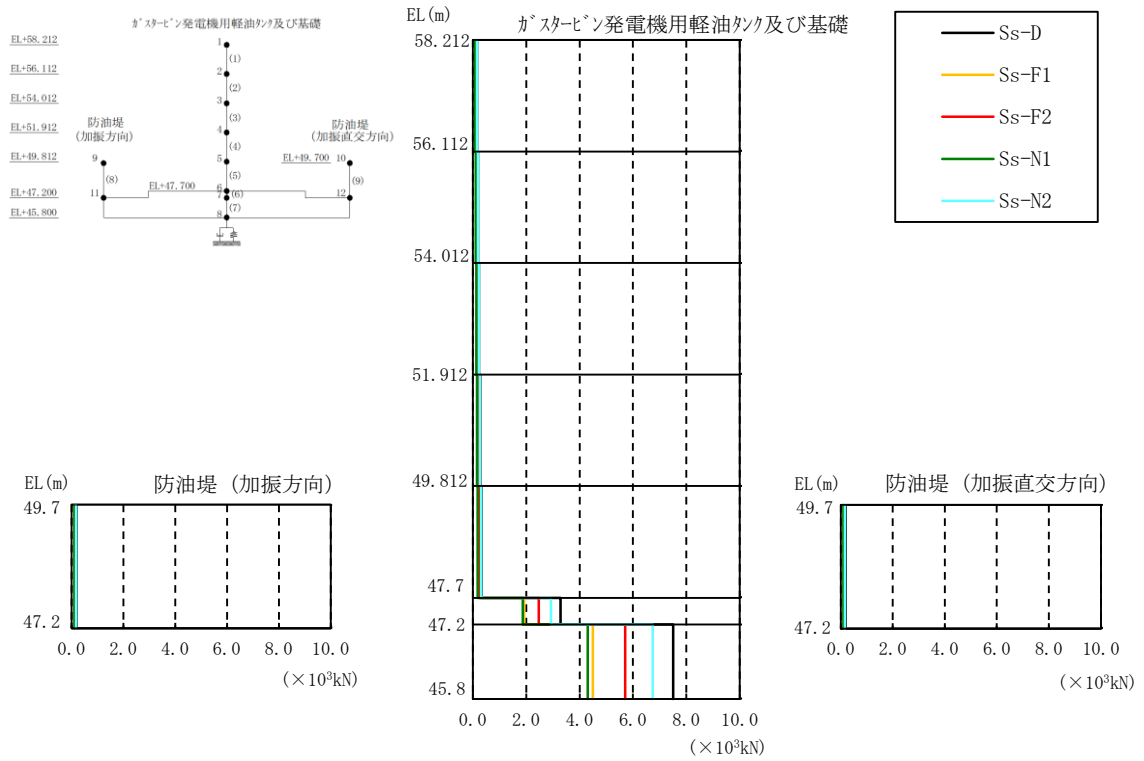 ｶﾞｽﾀｰﾋﾞﾝ発電機用軽油ﾀﾝｸ及び基礎
EL+58.212
EL+56.112
EL+54.012
EL+51.912
EL+49.812
EL+47.200
EL+45.800
防油堤
(加振方向)
防油堤
(加振直交方向)
EL+49.700
EL+47.700
1
(1)
2
(2)
3
(3)
4
(4)
5
(5)
6
(6)
7
(7)
8
9
(8)
11
10
(9)
12
EL(m)
ｶﾞｽﾀｰﾋﾞﾝ発電機用軽油ﾀﾝｸ及び基礎
58.212
56.112
54.012
51.912
49.812
47.7
47.2
45.8
0.0 2.0 4.0 6.0 8.0 10.0
(×10³kN)
Ss-D
Ss-F1
Ss-F2
Ss-N1
Ss-N2
EL(m)
防油堤 (加振方向)
49.7
47.2
0.0 2.0 4.0 6.0 8.0 10.0
(×10³kN)
EL(m)
防油堤 (加振直交方向)
49.7
47.2
0.0 2.0 4.0 6.0 8.0 10.0
(×10³kN)